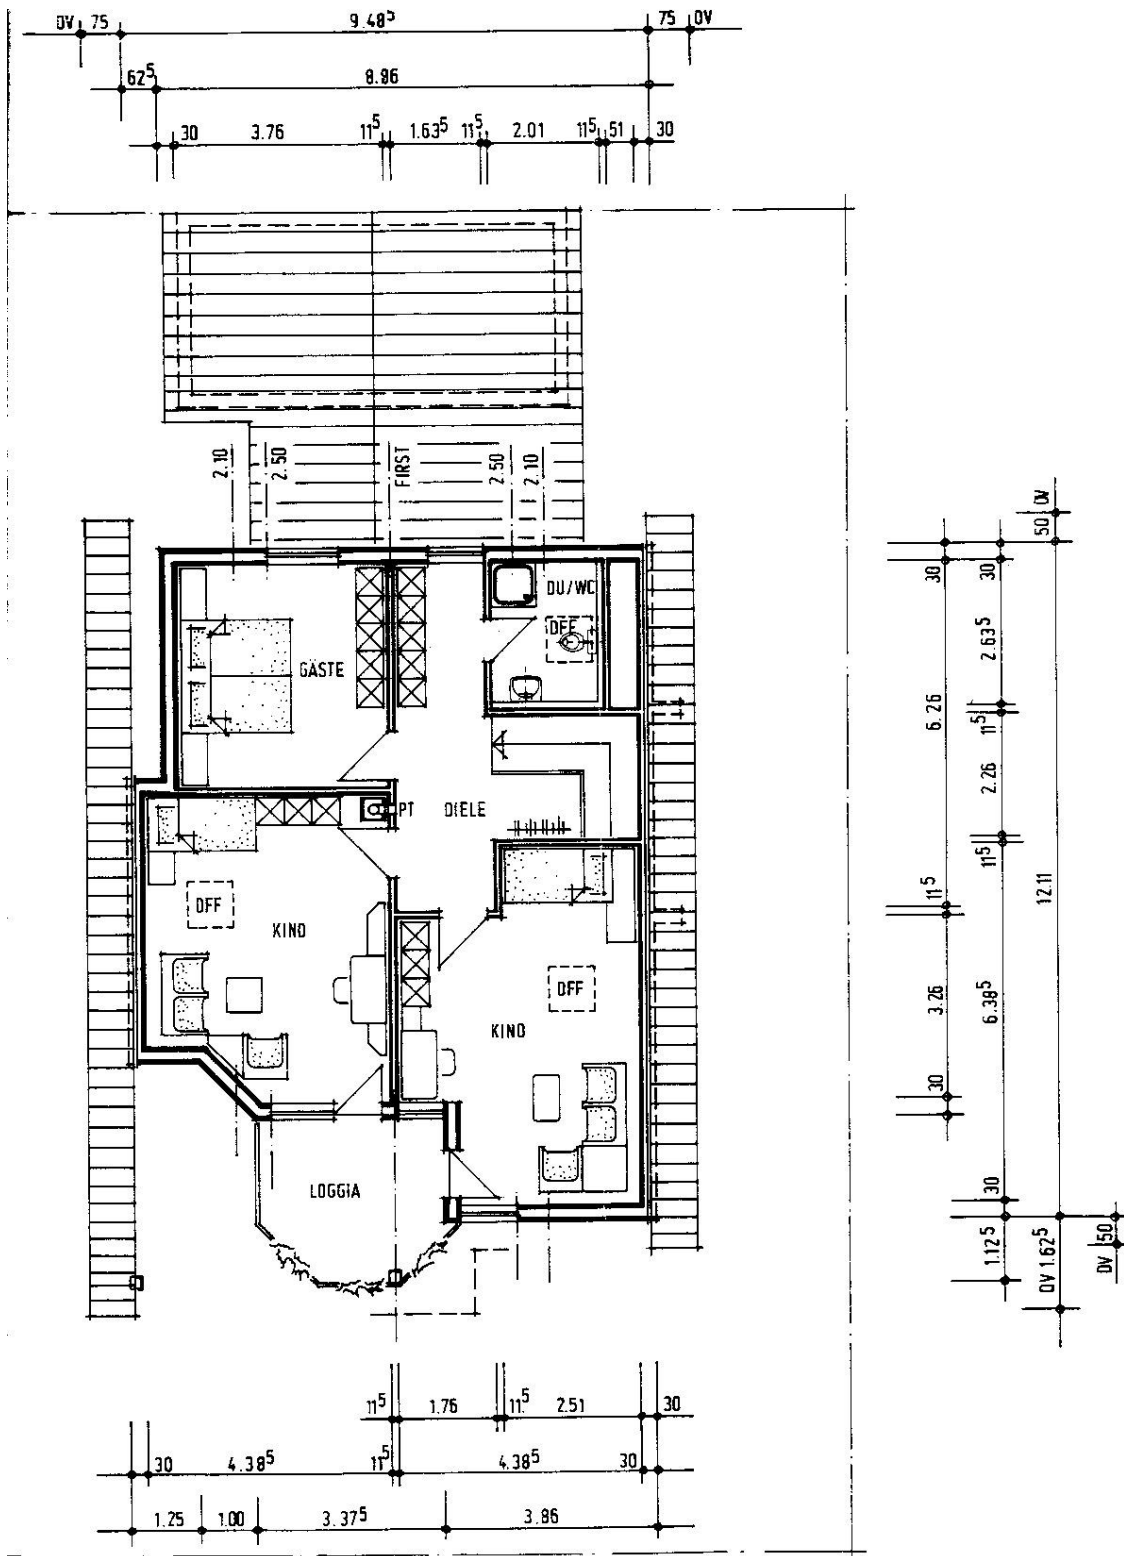 DV 75 9.48⁵ 75 DV
62⁵ 8.96
30 3.76 11⁵ 1.63⁵ 11⁵ 2.01 11⁵ 51 30
2.10
2.50
FIRST
2.50
2.10
DU/WC
DFF
GÄSTE
PT
DIELE
DFF
KIND
DFF
KIND
LOGGIA
50 DV
30
30
2.63⁵
6.26
11⁵
2.26
11⁵
11⁵
12.11
3.26
6.38⁵
30
30
1.12⁵
DV 1.62⁵
DV 50
11⁵ 1.76 11⁵ 2.51 30
30 4.38⁵ 11⁵ 4.38⁵ 30
1.25 1.00 3.37⁵ 3.86